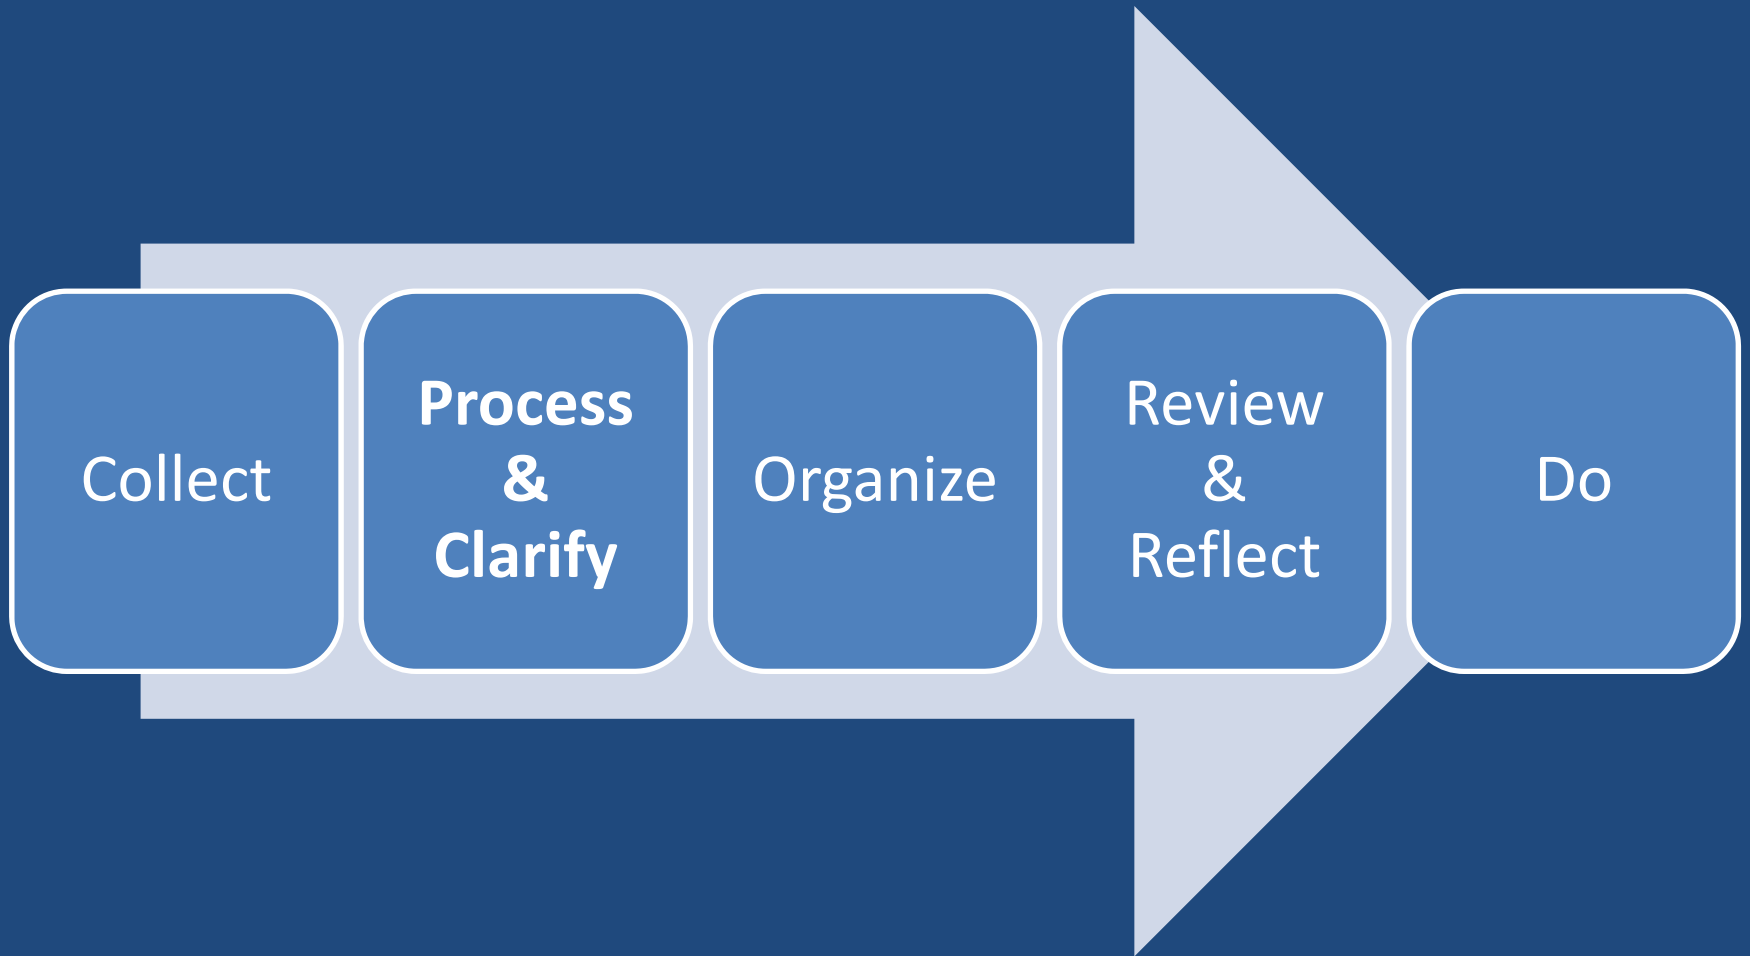 Collect
Process
&
Clarify
Organize
Review
&
Reflect
Do